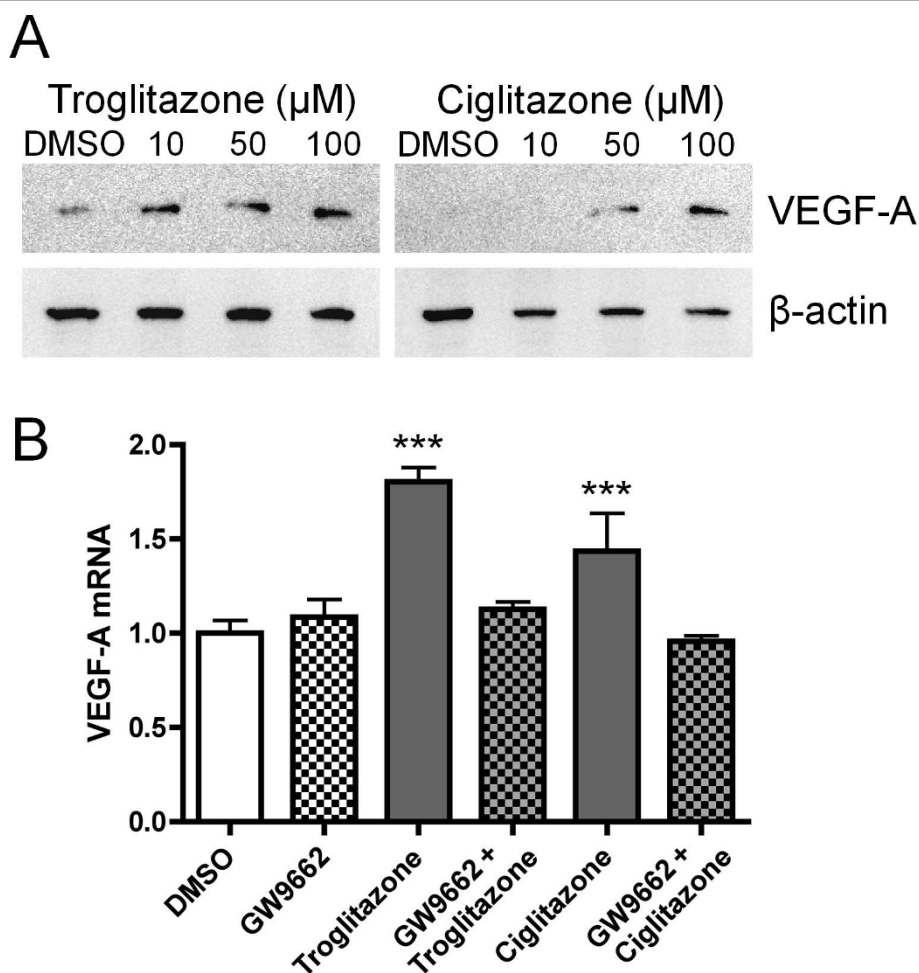 A
Troglitazone (µM)
Ciglitazone (µM)
DMSO 10 50 100
DMSO 10 50 100
VEGF-A
β-actin
B
VEGF-A mRNA
2.0
1.5
1.0
0.5
0.0
***
***
DMSO
GW9662
Troglitazone
GW9662 +
Troglitazone
Ciglitazone
GW9662 +
Ciglitazone